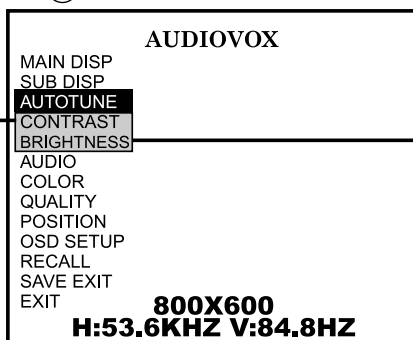 AUDIOVOX
MAIN DISP
SUB DISP
AUTOTUNE
CONTRAST
BRIGHTNESS
AUDIO
COLOR
QUALITY
POSITION
OSD SETUP
RECALL
SAVE EXIT
EXIT
800X600
H:53.6KHZ V:84.8HZ